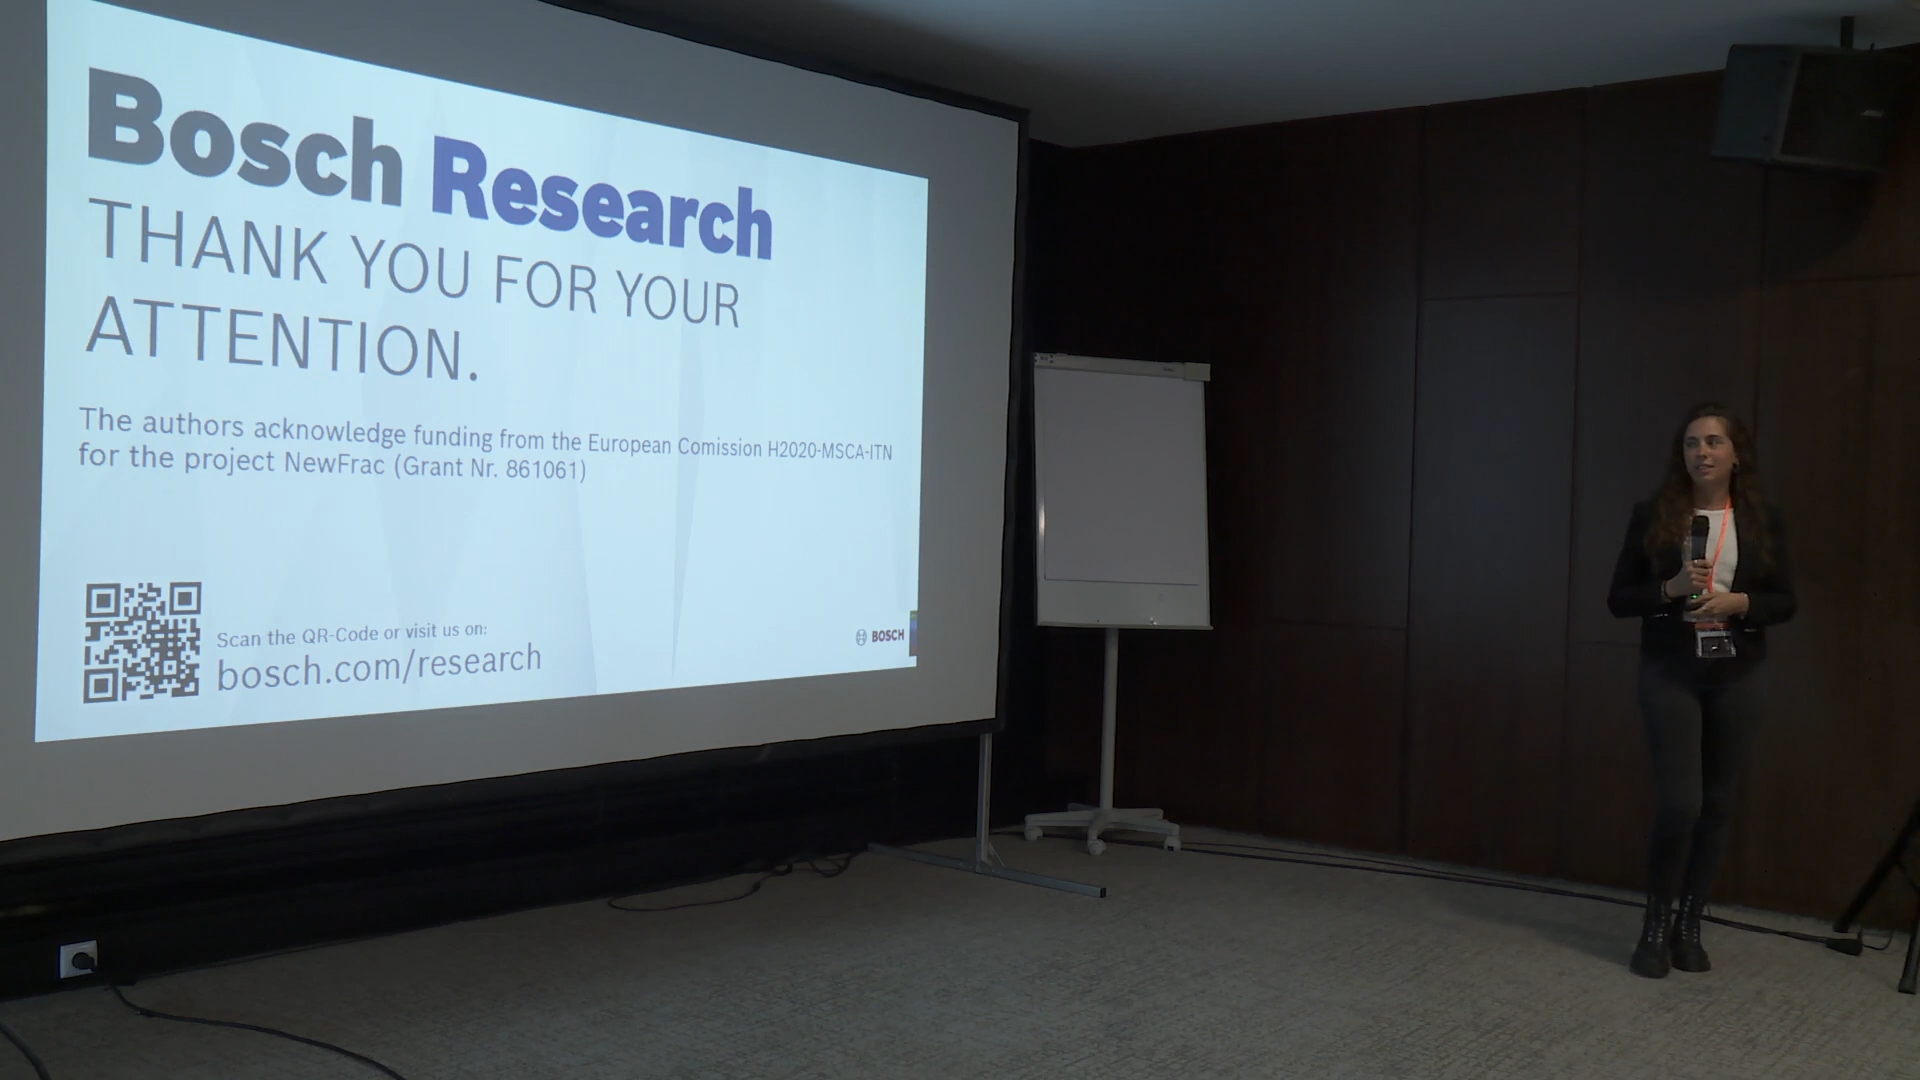 Bosch Research
THANK YOU FOR YOUR
ATTENTION.
The authors acknowledge funding from the European Comission H2020-MSCA-ITN
for the project NewFrac (Grant Nr. 861061)
Scan the QR-Code or visit us on:
bosch.com/research
BOSCH